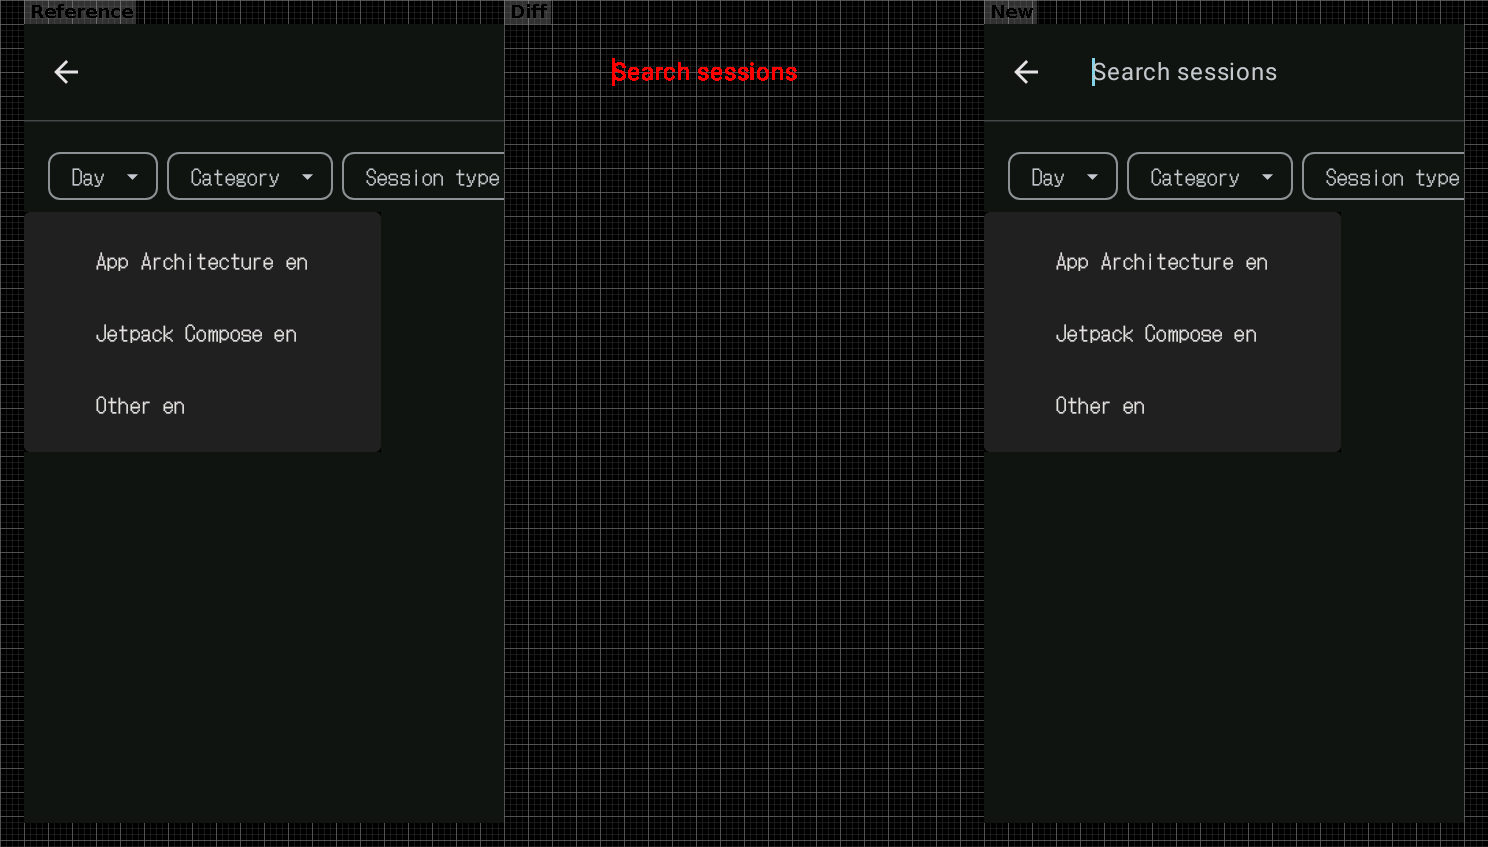 Reference
Diff
New
Search sessions
Search sessions
Day
Category
Session type
Day
Category
Session type
App Architecture en
Jetpack Compose en
Other en
App Architecture en
Jetpack Compose en
Other en